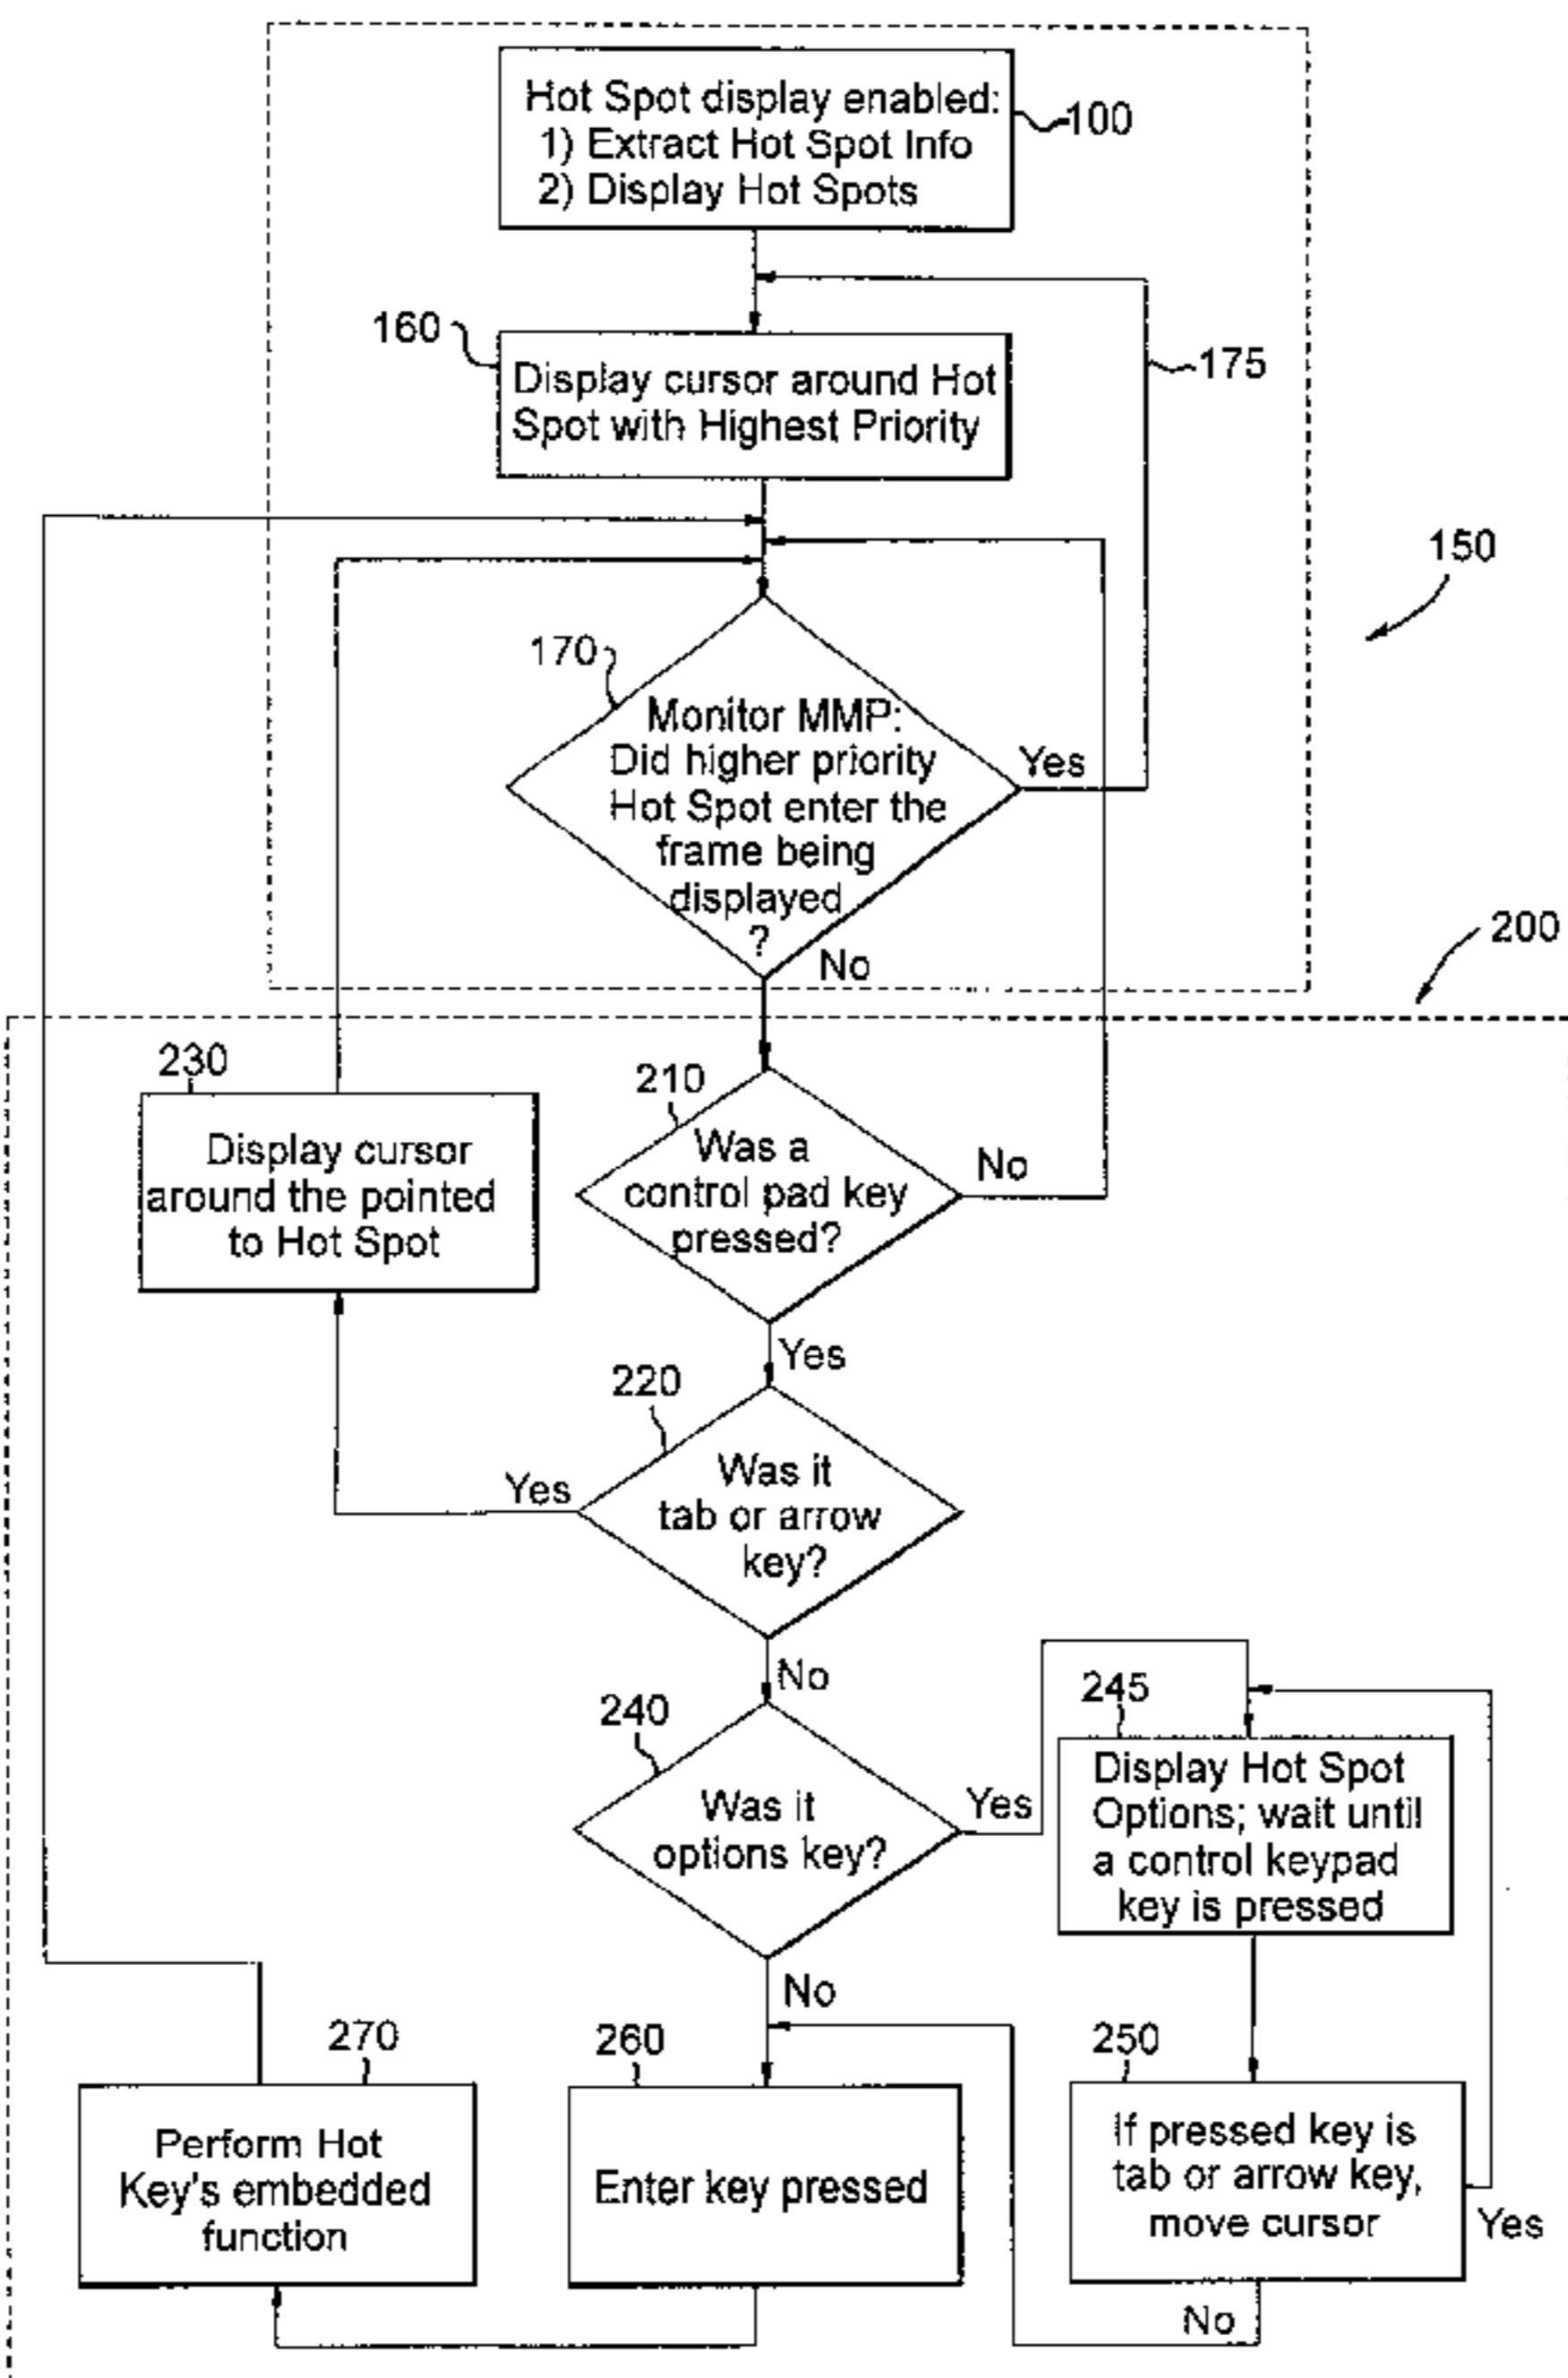 Hot Spot display enabled:
1) Extract Hot Spot Info
2) Display Hot Spots
100
160
Display cursor around Hot
Spot with Highest Priority
175
150
170
Monitor MMP:
Did higher priority
Hot Spot enter the
frame being
displayed
?
Yes
No
200
230
Display cursor
around the pointed
to Hot Spot
210
Was a
control pad key
pressed?
No
Yes
220
Was it
tab or arrow
key?
Yes
No
240
Was it
options key?
Yes
245
Display Hot Spot
Options; wait until
a control keypad
key is pressed
No
270
Perform Hot
Key's embedded
function
260
Enter key pressed
250
If pressed key is
tab or arrow key,
move cursor
Yes
No